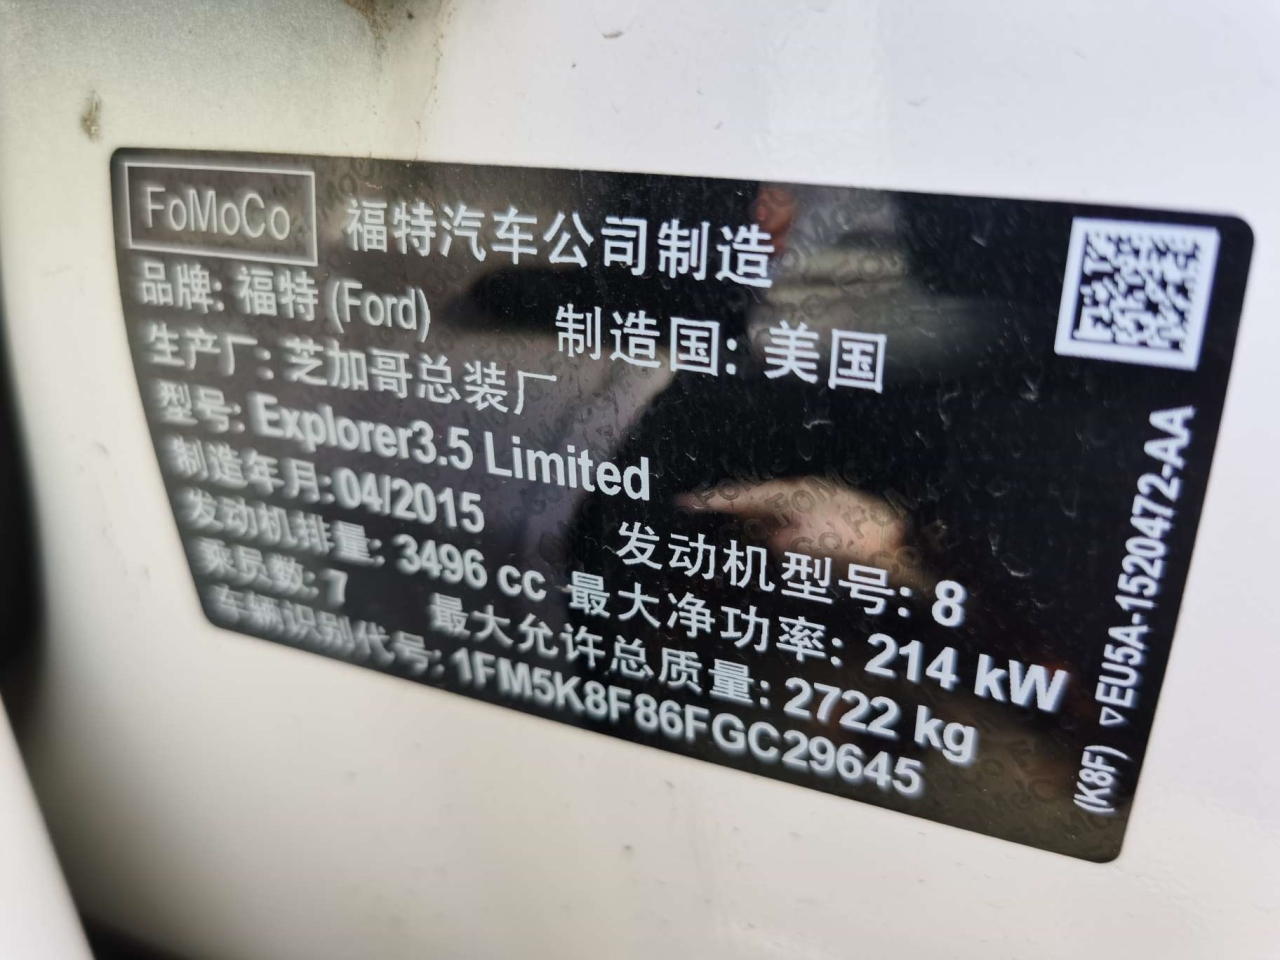 FoMoCo
福特汽车公司制造
品牌: 福特 (Ford)
制造国: 美国
生产厂: 芝加哥总装厂
型号: Explorer3.5 Limited
制造年月:04/2015
发动机型号: 8
发动机排量: 3496 cc
最大净功率: 214 kW
乘员数: 7
最大允许总质量: 2722 kg
车辆识别代号: 1FM5K8F86FGC29645
(K8F) ▽EU5A-1520472-AA